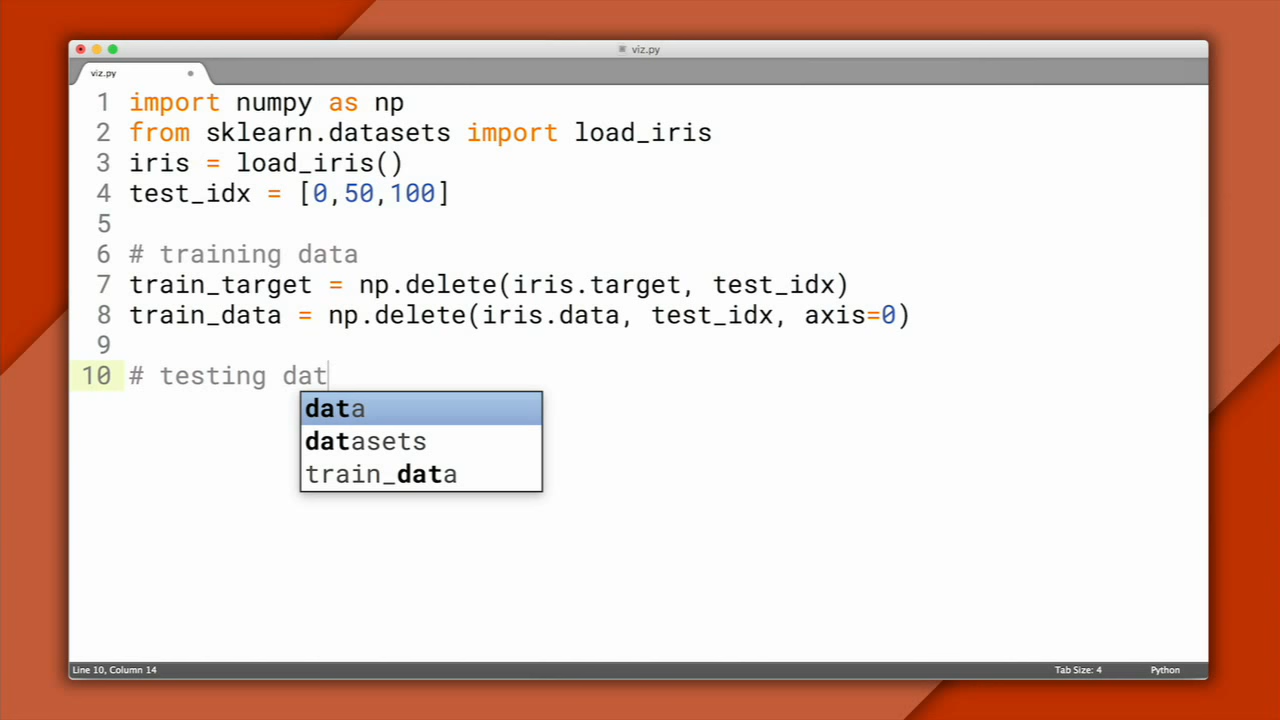 viz.py
viz.py
1 import numpy as np
2 from sklearn.datasets import load_iris
3 iris = load_iris()
4 test_idx = [0,50,100]
5
6 # training data
7 train_target = np.delete(iris.target, test_idx)
8 train_data = np.delete(iris.data, test_idx, axis=0)
9
10 # testing dat
data
datasets
train_data
Line 10, Column 14 Tab Size: 4 Python